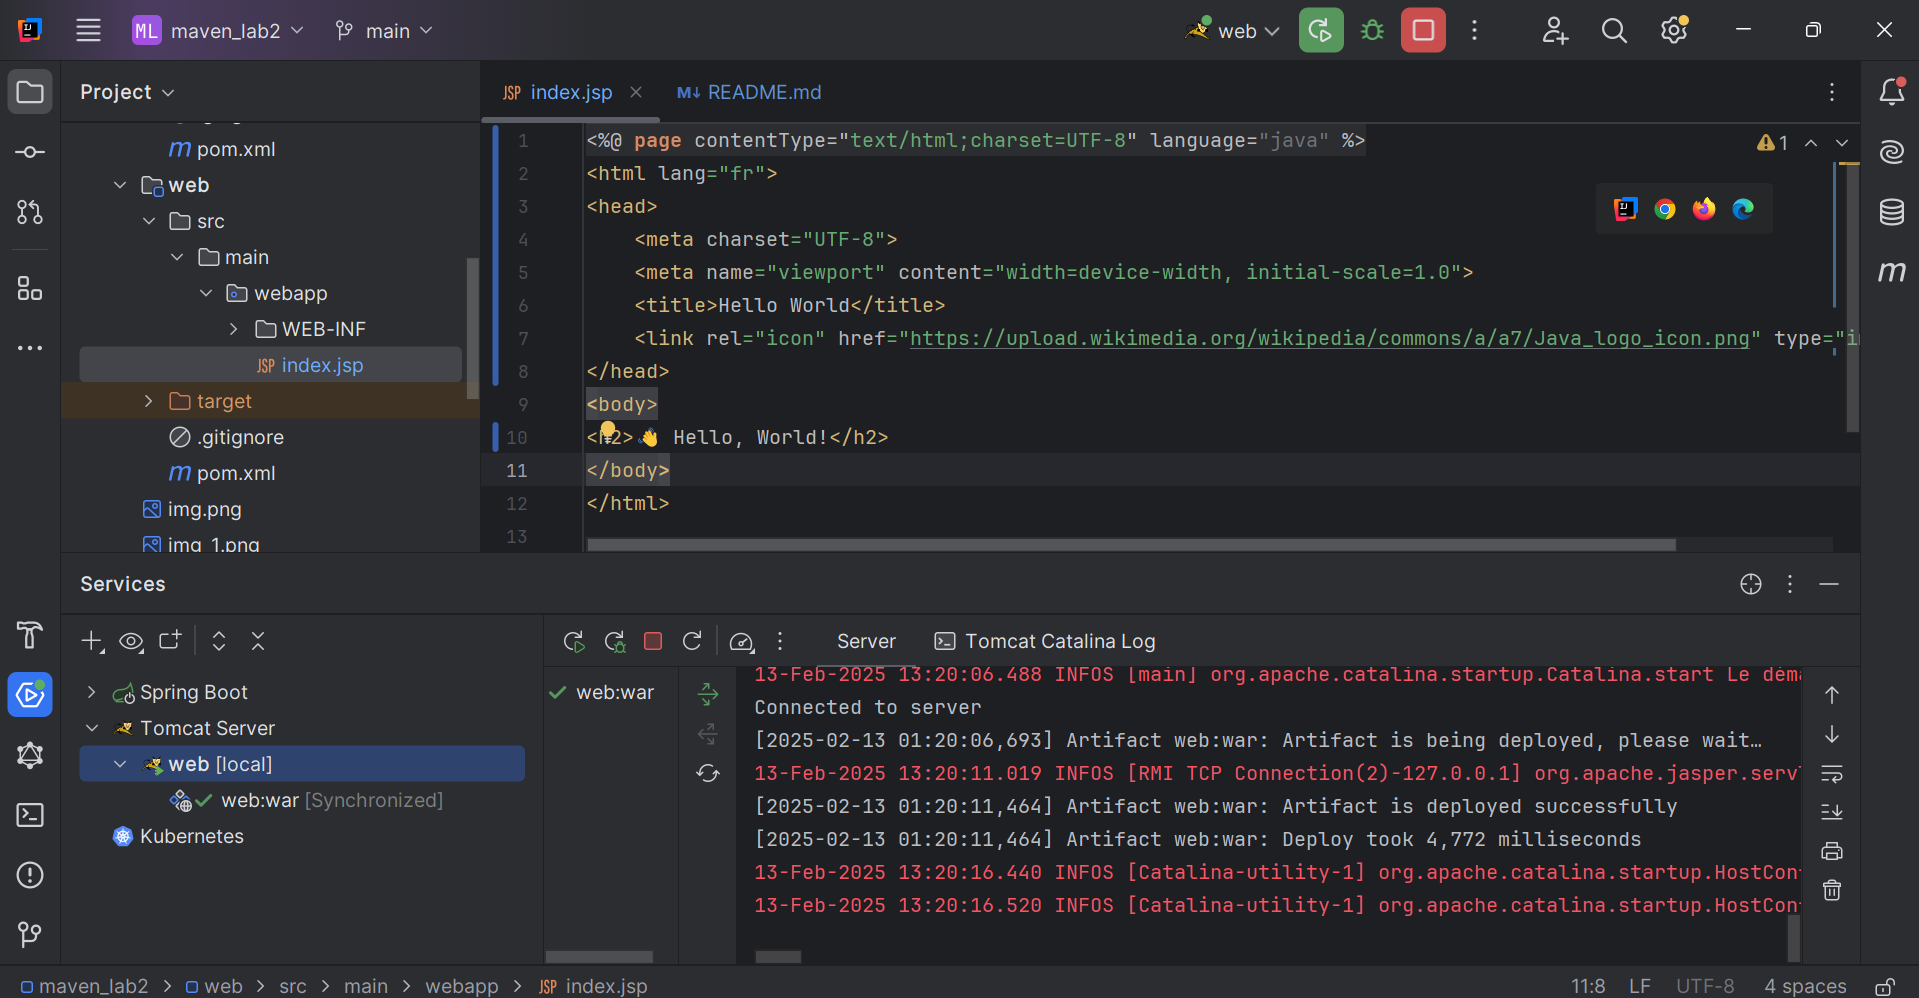 ML maven_lab2 main web
Project
index.jsp
README.md
pom.xml
web
src
main
webapp
WEB-INF
JSP index.jsp
target
.gitignore
pom.xml
img.png
img_1.png
1 <%@ page contentType="text/html;charset=UTF-8" language="java" %>
2 <html lang="fr">
3 <head>
4 <meta charset="UTF-8">
5 <meta name="viewport" content="width=device-width, initial-scale=1.0">
6 <title>Hello World</title>
7 <link rel="icon" href="https://upload.wikimedia.org/wikipedia/commons/a/a7/Java_logo_icon.png" type="i
8 </head>
9 <body>
10 <h2>👋 Hello, World!</h2>
11 </body>
12 </html>
13
1
Services
Spring Boot
Tomcat Server
web [local]
web:war [Synchronized]
Kubernetes
Server Tomcat Catalina Log
web:war
13-Feb-2025 13:20:06.488 INFOS [main] org.apache.catalina.startup.Catalina.start Le déma
Connected to server
[2025-02-13 01:20:06,693] Artifact web:war: Artifact is being deployed, please wait…
13-Feb-2025 13:20:11.019 INFOS [RMI TCP Connection(2)-127.0.0.1] org.apache.jasper.serv
[2025-02-13 01:20:11,464] Artifact web:war: Artifact is deployed successfully
[2025-02-13 01:20:11,464] Artifact web:war: Deploy took 4,772 milliseconds
13-Feb-2025 13:20:16.440 INFOS [Catalina-utility-1] org.apache.catalina.startup.HostCon
13-Feb-2025 13:20:16.520 INFOS [Catalina-utility-1] org.apache.catalina.startup.HostCon
maven_lab2 > web > src > main > webapp > JSP index.jsp
11:8 LF UTF-8 4 spaces